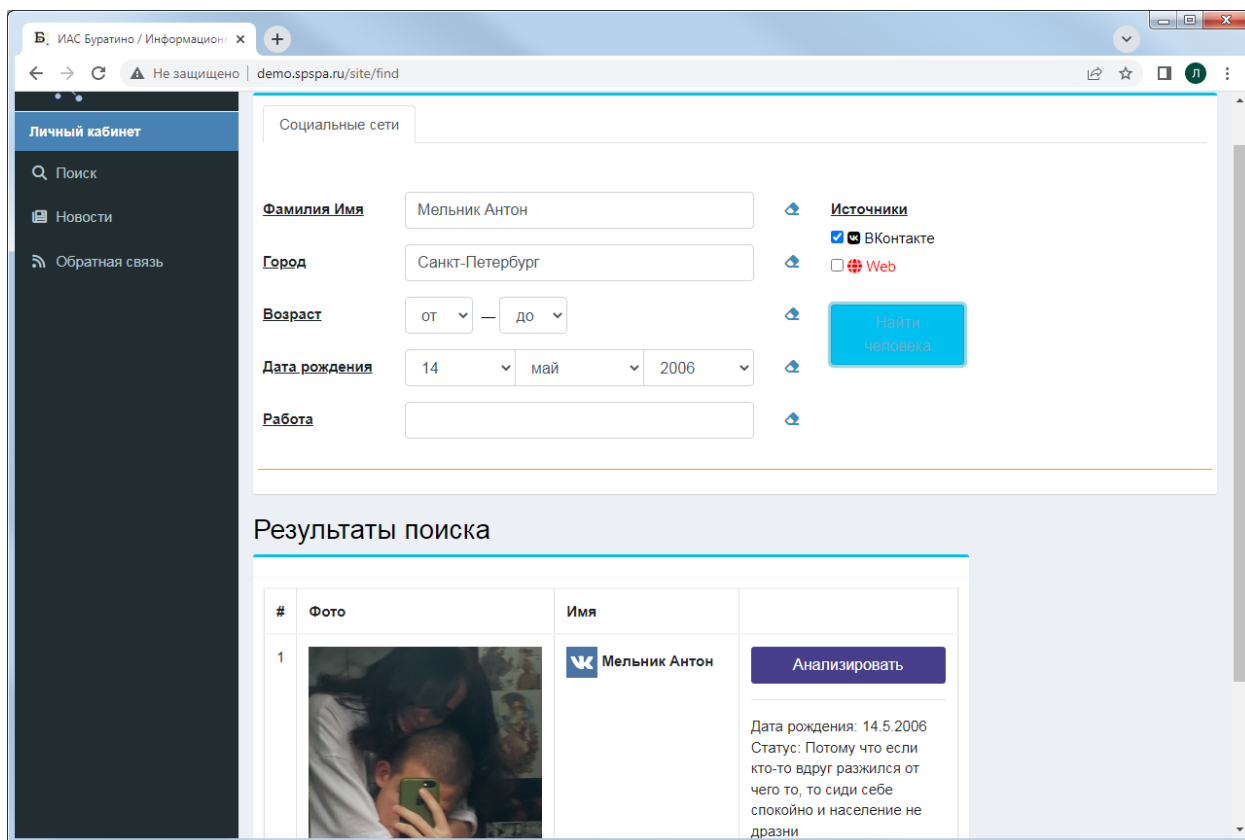 ИАС Буратино / Информацион
Не защищено
demo.spspa.ru/site/find
Л
Личный кабинет
Поиск
Новости
Обратная связь
Социальные сети
Фамилия Имя
Мельник Антон
Город
Санкт-Петербург
Возраст
от — до
Дата рождения
14 май 2006
Работа
Источники
ВКонтакте
Web
Найти
человека
Результаты поиска
# Фото Имя
1
Мельник Антон
Анализировать
Дата рождения: 14.5.2006
Статус: Потому что если
кто-то вдруг разжился от
чего то, то сиди себе
спокойно и население не
дразни